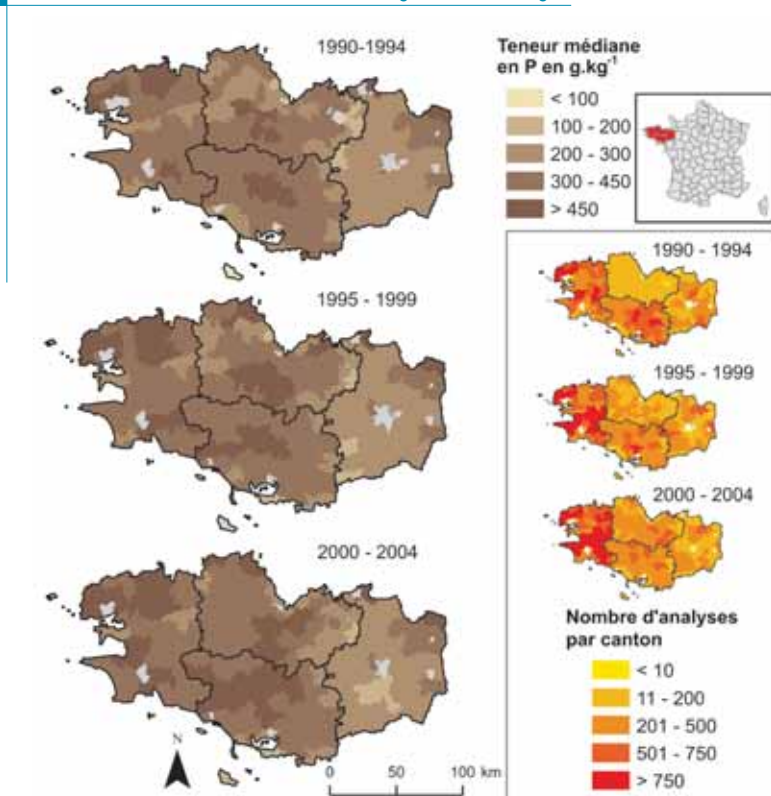 1990-1994
Teneur médiane
en P en g.kg-1
< 100
100 - 200
200 - 300
300 - 450
> 450
1995 - 1999
2000 - 2004
N
0 50 100 km
1990 - 1994
1995 - 1999
2000 - 2004
Nombre d'analyses
par canton
< 10
11 - 200
201 - 500
501 - 750
> 750